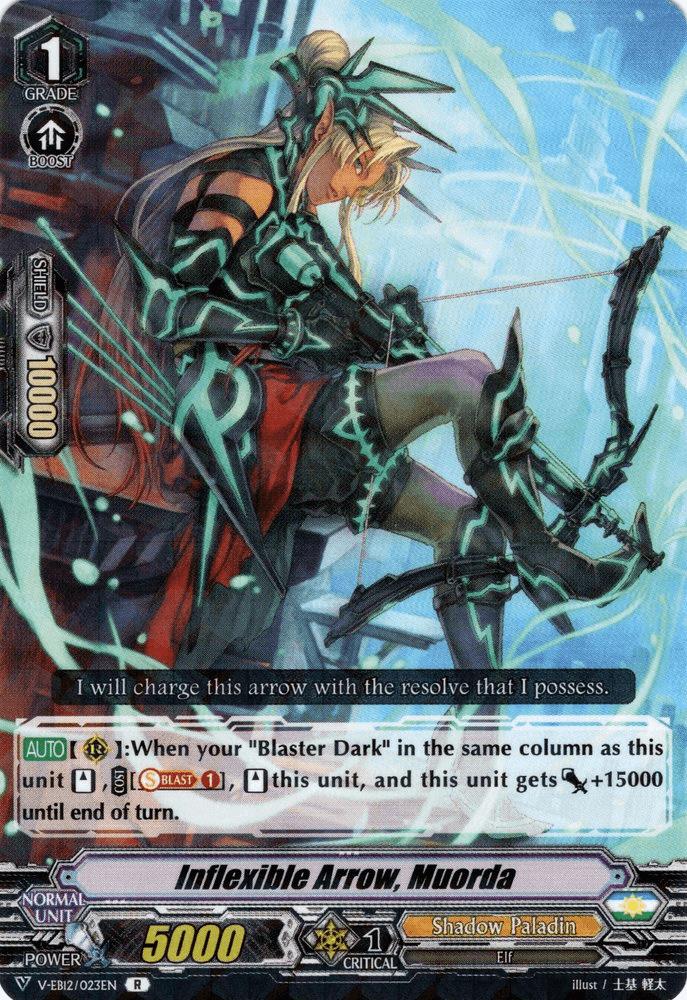 1
GRADE
BOOST
SHIELD
10000
I will charge this arrow with the resolve that I possess.
AUTO[ R ]:When your "Blaster Dark" in the same column as this
unit , COST[ S BLAST 1 ], this unit, and this unit gets +15000
until end of turn.
Inflexible Arrow, Muorda
NORMAL
UNIT
POWER
5000
1
CRITICAL
Shadow Paladin
Elf
V-EB12/023EN R
illust / 土基 軽太